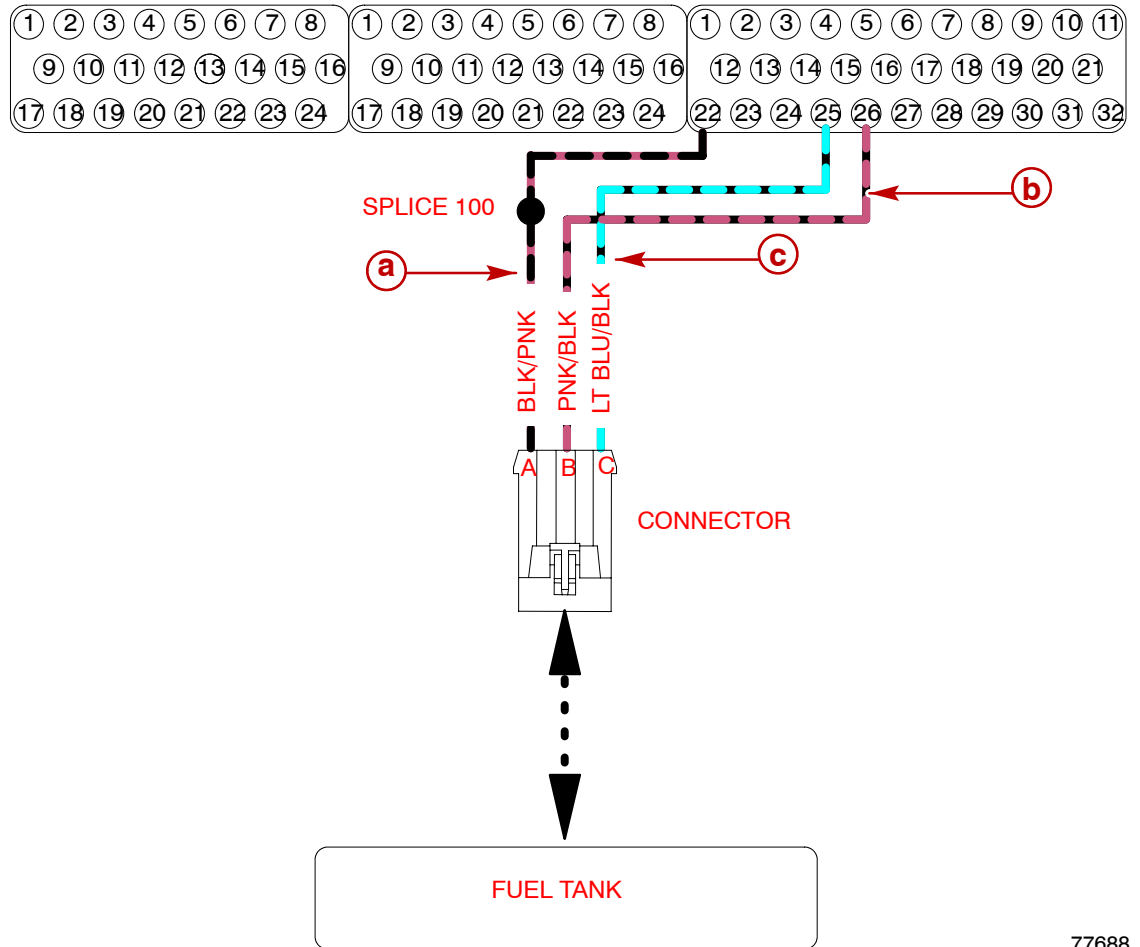 1 2 3 4 5 6 7 8 1 2 3 4 5 6 7 8 1 2 3 4 5 6 7 8 9 10 11
9 10 11 12 13 14 15 16 9 10 11 12 13 14 15 16 12 13 14 15 16 17 18 19 20 21
17 18 19 20 21 22 23 24 17 18 19 20 21 22 23 24 22 23 24 25 26 27 28 29 30 31 32
SPLICE 100
b
a
c
BLK/PNK
PNK/BLK
LT BLU/BLK
A B C
CONNECTOR
FUEL TANK
77688